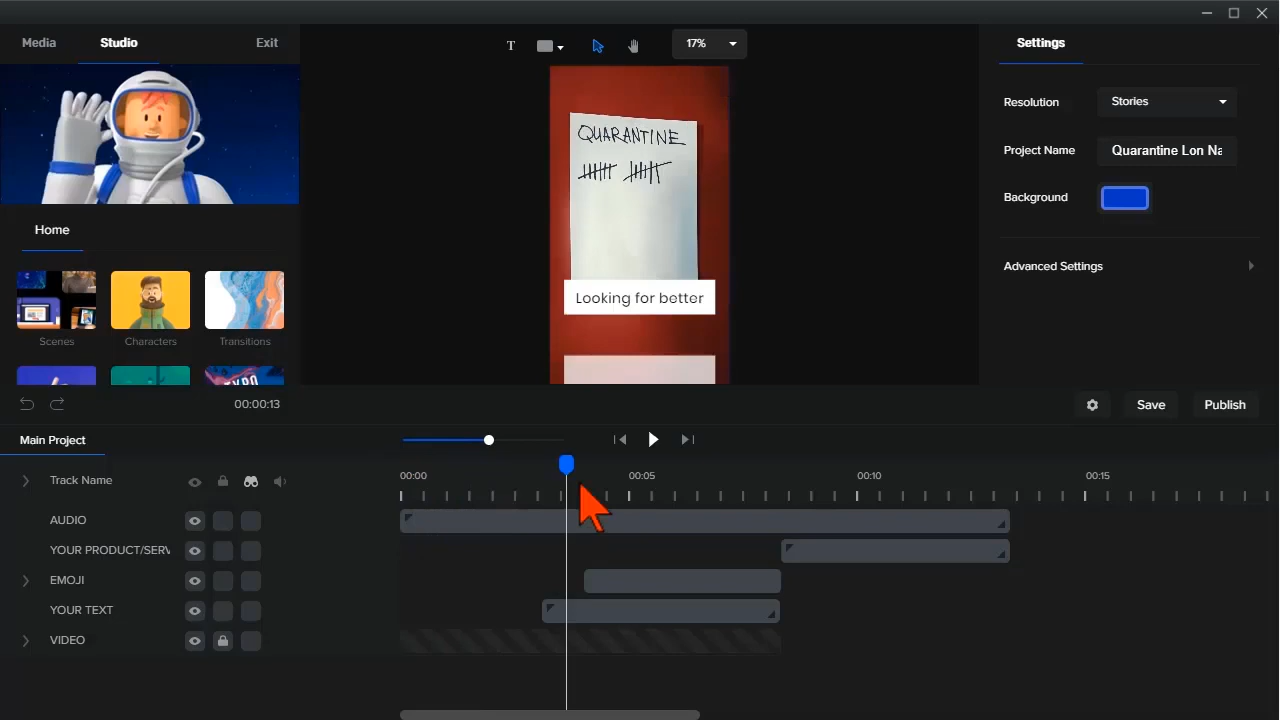 Media
Studio
Exit
T
17%
Settings
Resolution
Stories
Project Name
Quarantine Lon Na
Background
Advanced Settings
QUARANTINE
Looking for better
Home
Scenes
Characters
Transitions
00:00:13
Save
Publish
Main Project
Track Name
00:00
00:05
00:10
00:15
AUDIO
YOUR PRODUCT/SERV
EMOJI
YOUR TEXT
VIDEO